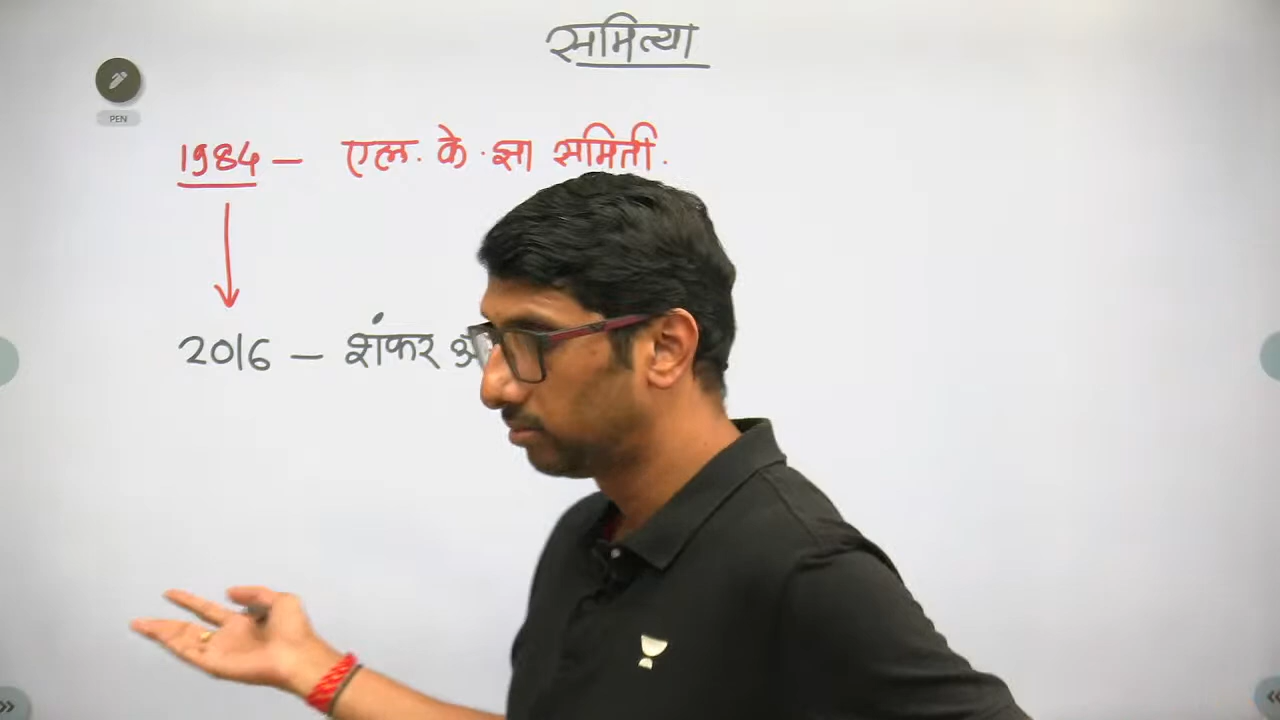 समित्या
PEN
1984 – एल. के. झा समिती.
2016 – शंकर